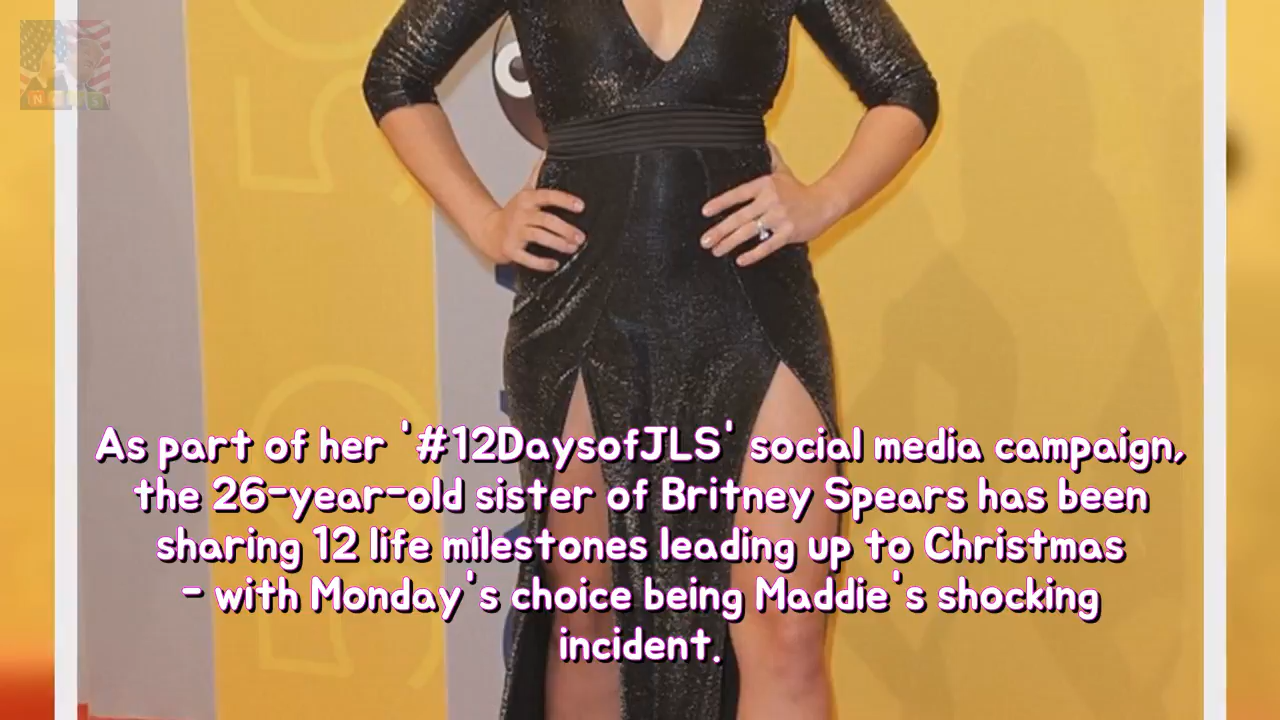 As part of her '#12DaysofJLS' social media campaign,
the 26-year-old sister of Britney Spears has been
sharing 12 life milestones leading up to Christmas
- with Monday's choice being Maddie's shocking
incident.
50